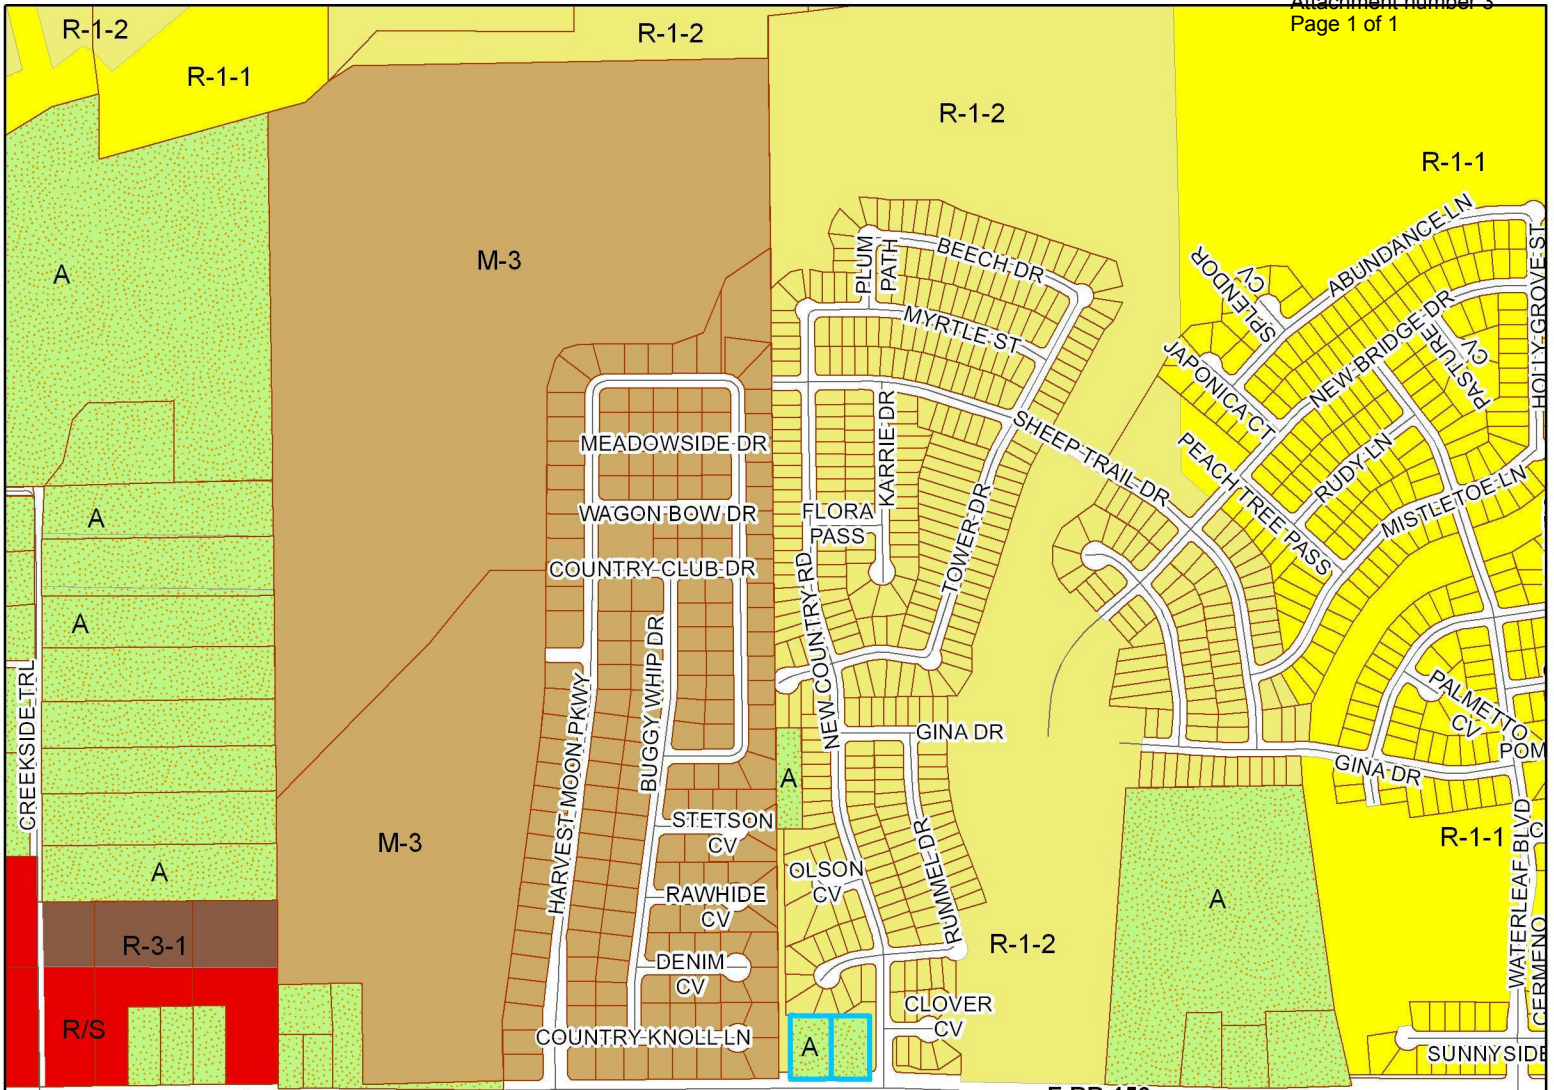 Attachment number 3
Page 1 of 1
R-1-2
R-1-1
R-1-2
R-1-2
R-1-1
A
M-3
PLUM
PATH
BEECH DR
MYRTLE ST
SPLENDOR
CV
ABUNDANCE LN
HOLLY GROVE ST
NEW BRIDGE DR
PASTURE
CV
JAPONICA CT
MEADOWSIDE DR
KARRIE DR
SHEEP TRAIL DR
PEACH TREE PASS
RUDY LN
MISTLETOE LN
A
WAGON BOW DR
FLORA
PASS
TOWER DR
COUNTRY CLUB DR
A
BUGGY WHIP DR
NEW COUNTRY RD
CREEKSIDE TRL
HARVEST MOON PKWY
GINA DR
PALMETTO
CV
POM
GINA DR
A
M-3
STETSON
CV
RUMMEL DR
R-1-1
C
A
OLSON
CV
RAWHIDE
CV
A
WATERLEAF BLVD
R-3-1
R-1-2
DENIM
CV
CERMENO
CLOVER
CV
R/S
COUNTRY KNOLL LN
A
SUNNYSIDE